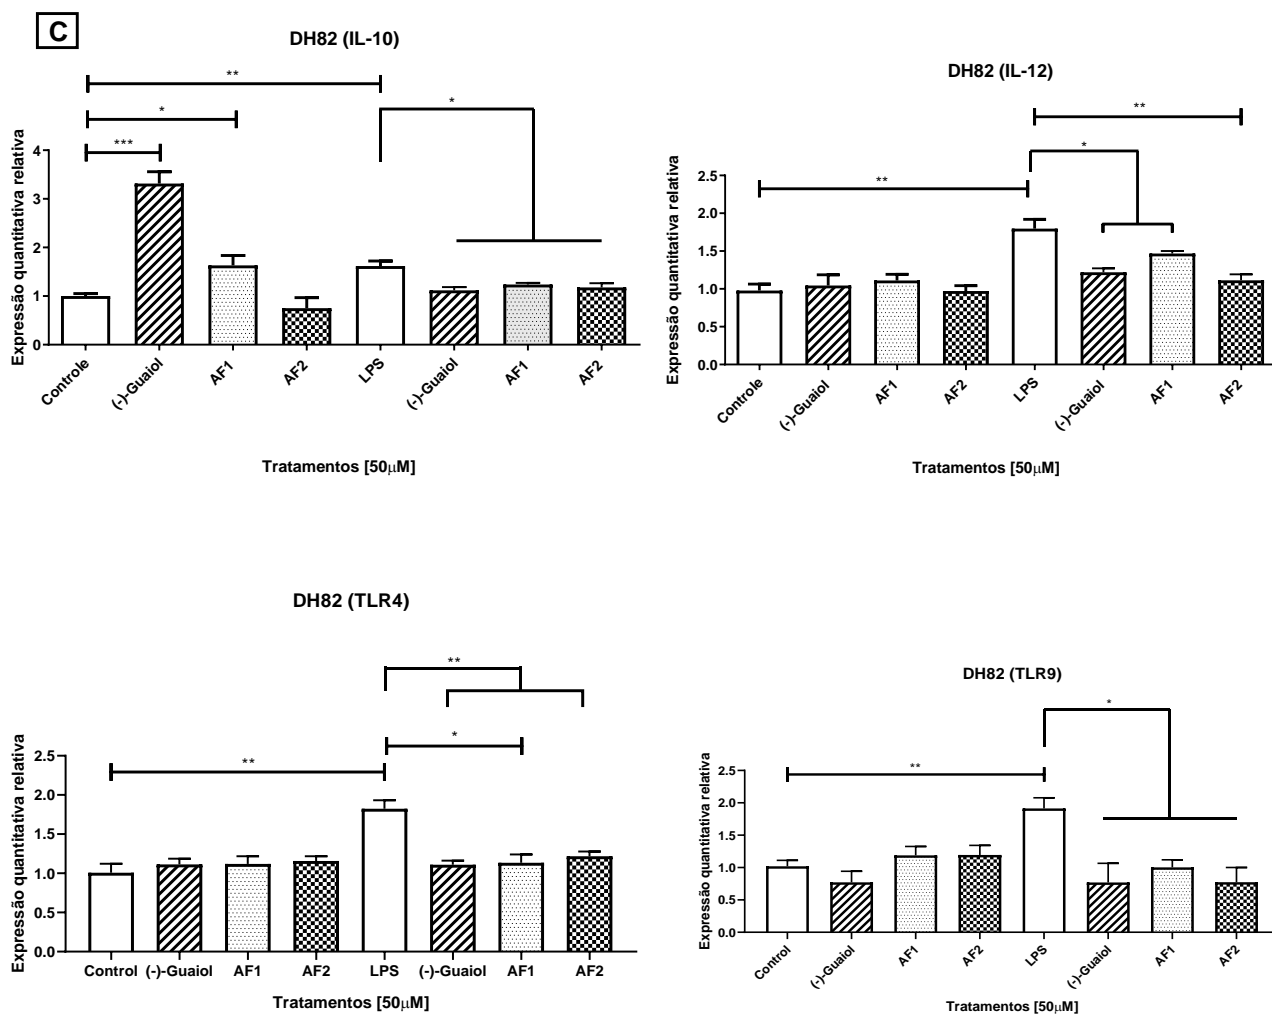 C
DH82 (IL-10)
**
*
*
***
Expressão quantitativa relativa
4
3
2
1
0
Controle
(-)-Guaiol
AF1
AF2
LPS
(-)-Guaiol
AF1
AF2
Tratamentos [50µM]
DH82 (IL-12)
**
*
**
Expressão quantitativa relativa
2.5
2.0
1.5
1.0
0.5
0.0
Controle
(-)-Guaiol
AF1
AF2
LPS
(-)-Guaiol
AF1
AF2
Tratamentos [50µM]
DH82 (TLR4)
**
*
**
Expressão quantitativa relativa
2.5
2.0
1.5
1.0
0.5
0.0
Control (-)-Guaiol AF1 AF2 LPS (-)-Guaiol AF1 AF2
Tratamentos [50µM]
DH82 (TLR9)
*
**
Expressão quantitativa relativa
2.5
2.0
1.5
1.0
0.5
0.0
Control
(-)-Guaiol
AF1
AF2
LPS
(-)-Guaiol
AF1
AF2
Tratamentos [50µM]